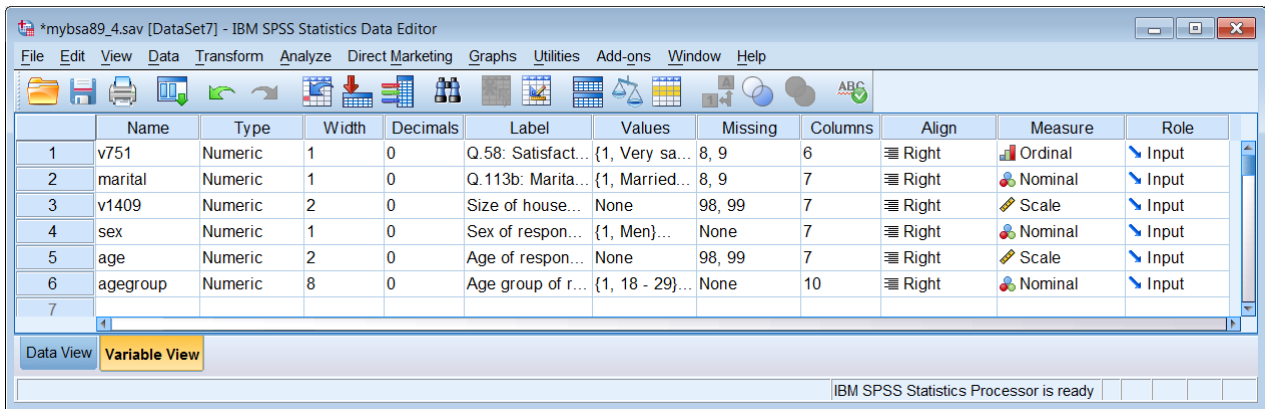 *mybsa89_4.sav [DataSet7] - IBM SPSS Statistics Data Editor
File Edit View Data Transform Analyze Direct Marketing Graphs Utilities Add-ons Window Help
A 14 ABC
Name Type Width Decimals Label Values Missing Columns Align Measure Role
1 v751 Numeric 1 0 Q.58: Satisfact... {1, Very sa... 8, 9 6 Right Ordinal Input
2 marital Numeric 1 0 Q.113b: Marita... {1, Married... 8, 9 7 Right Nominal Input
3 v1409 Numeric 2 0 Size of house... None 98, 99 7 Right Scale Input
4 sex Numeric 1 0 Sex of respon... {1, Men}... None 7 Right Nominal Input
5 age Numeric 2 0 Age of respon... None 98, 99 7 Right Scale Input
6 agegroup Numeric 8 0 Age group of r... {1, 18 - 29}... None 10 Right Nominal Input
7
Data View Variable View
IBM SPSS Statistics Processor is ready